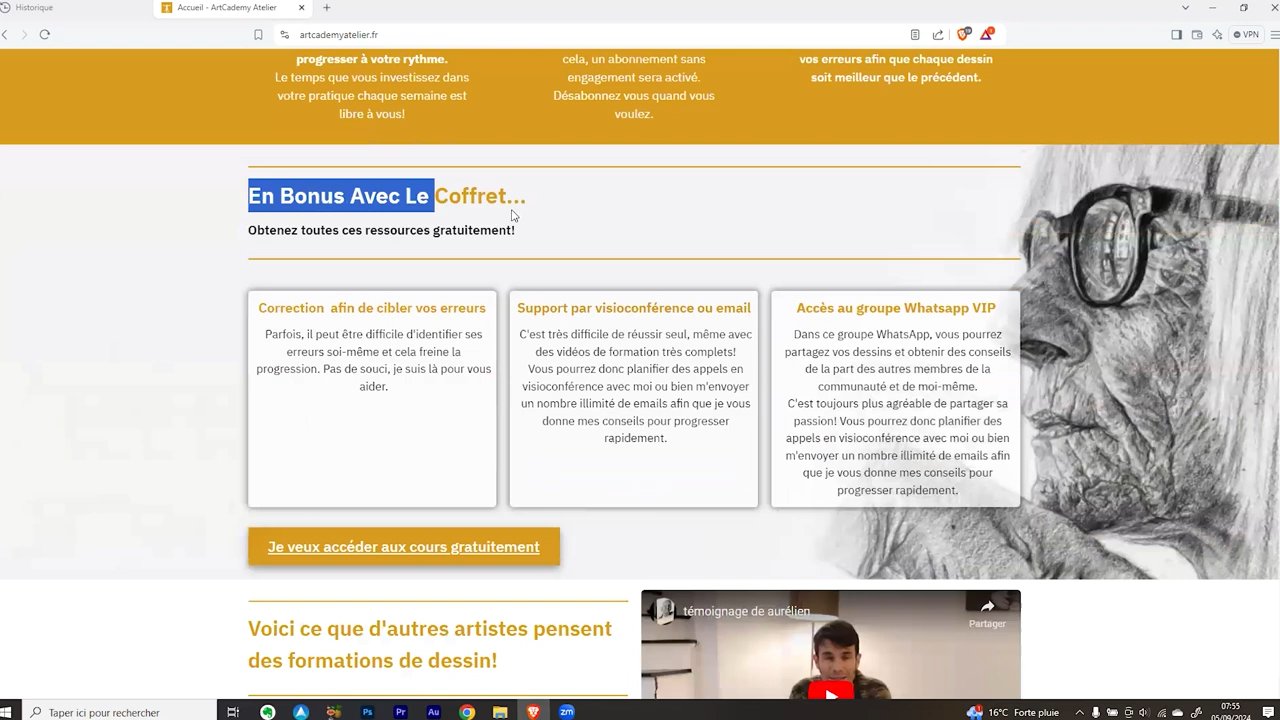 Historique
Accueil - ArtCademy Atelier
artcademyatelier.fr
VPN
progresser à votre rythme.
Le temps que vous investissez dans
votre pratique chaque semaine est
libre à vous!
cela, un abonnement sans
engagement sera activé.
Désabonnez vous quand vous
voulez.
vos erreurs afin que chaque dessin
soit meilleur que le précédent.
En Bonus Avec Le Coffret...
Obtenez toutes ces ressources gratuitement!
Correction afin de cibler vos erreurs
Parfois, il peut être difficile d'identifier ses
erreurs soi-même et cela freine la
progression. Pas de souci, je suis là pour vous
aider.
Support par visioconférence ou email
C'est très difficile de réussir seul, même avec
des vidéos de formation très complets!
Vous pourrez donc planifier des appels en
visioconférence avec moi ou bien m'envoyer
un nombre illimité de emails afin que je vous
donne mes conseils pour progresser
rapidement.
Accès au groupe Whatsapp VIP
Dans ce groupe WhatsApp, vous pourrez
partagez vos dessins et obtenir des conseils
de la part des autres membres de la
communauté et de moi-même.
C'est toujours plus agréable de partager sa
passion! Vous pourrez donc planifier des
appels en visioconférence avec moi ou bien
m'envoyer un nombre illimité de emails afin
que je vous donne mes conseils pour
progresser rapidement.
Je veux accéder aux cours gratuitement
Voici ce que d'autres artistes pensent
des formations de dessin!
témoignage de aurélien
Partager
Taper ici pour rechercher
Ps
Pr
Au
zm
16°C Forte pluie
07:55
05/09/2024